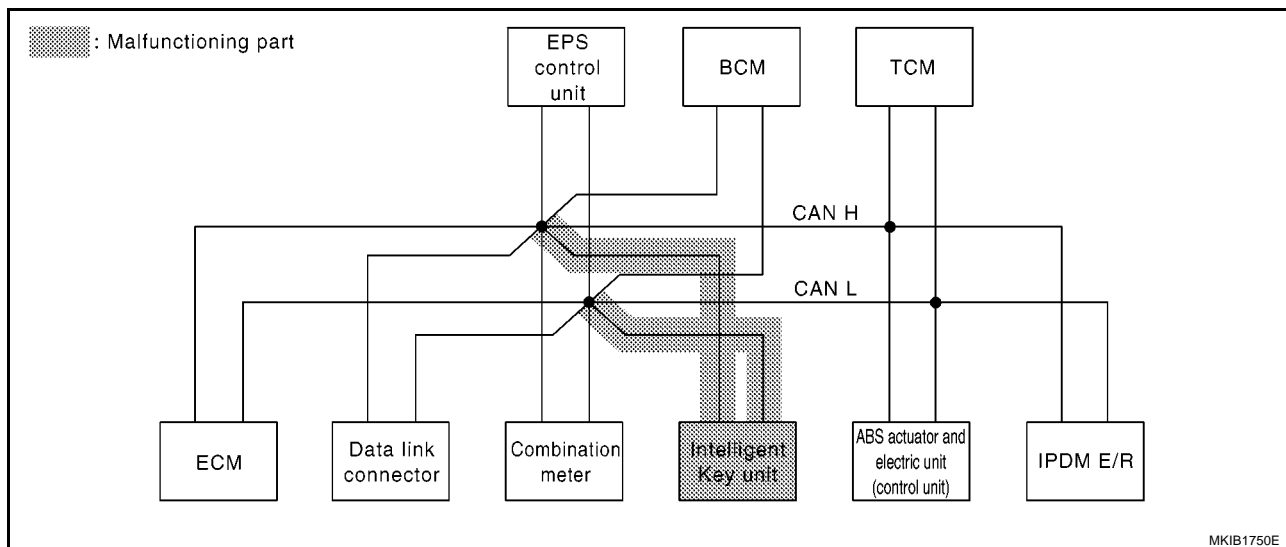 : Malfunctioning part
EPS
control
unit
BCM
TCM
CAN H
CAN L
ECM
Data link
connector
Combination
meter
Intelligent
Key unit
ABS actuator and
electric unit
(control unit)
IPDM E/R
MKIB1750E